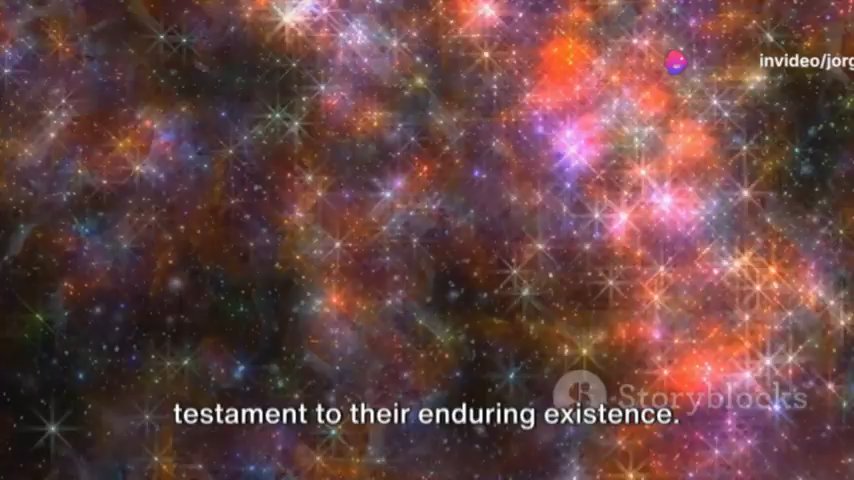 invideo/jorg
Storyblocks
testament to their enduring existence.